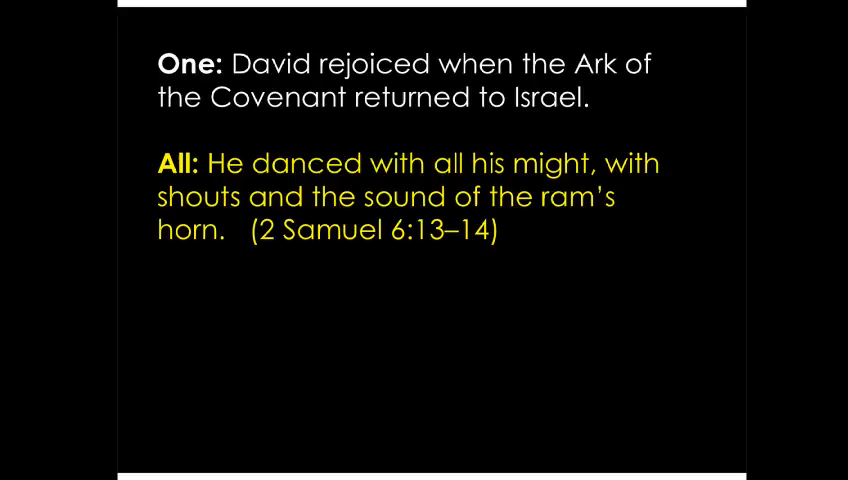 One: David rejoiced when the Ark of
the Covenant returned to Israel.
All: He danced with all his might, with
shouts and the sound of the ram’s
horn. (2 Samuel 6:13–14)